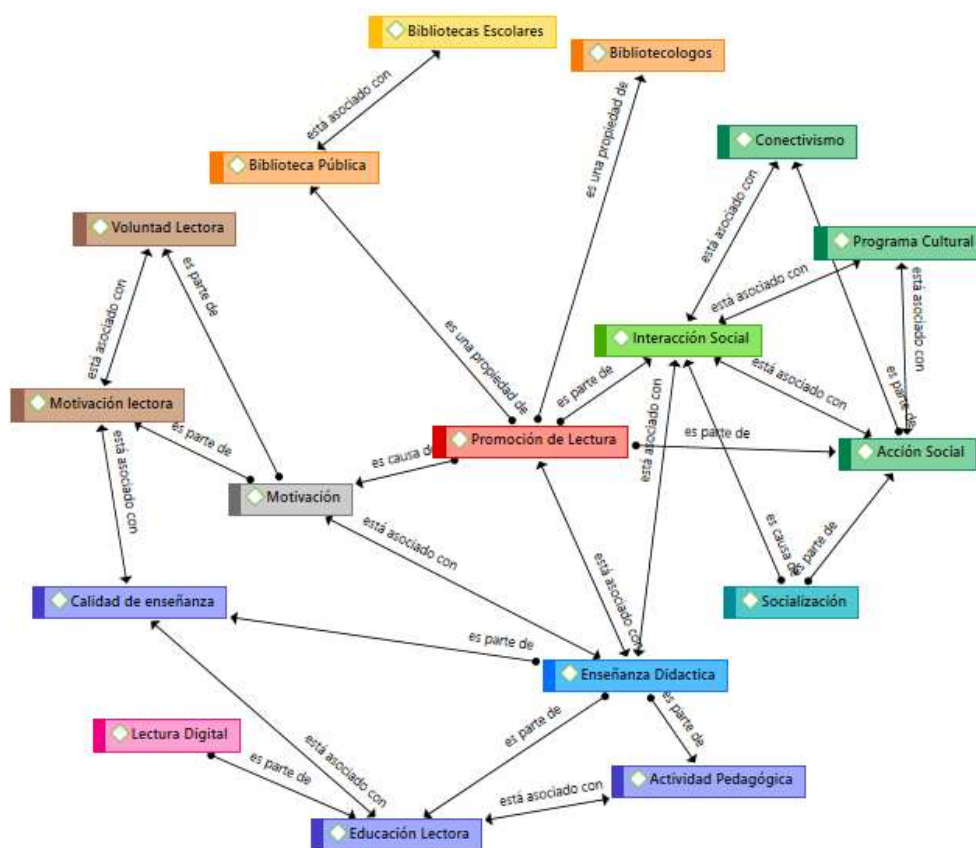 Bibliotecas Escolares
Bibliotecologos
está asociado con
es una propiedad de
Conectivismo
Biblioteca Pública
Voluntad Lectora
Programa Cultural
está asociado con
es parte de
está asociado con
está asociado con
está asociado con
es una propiedad de
Interacción Social
está asociado con
es parte de
es parte de
Motivación lectora
está asociado con
es parte de
Promoción de Lectura
es parte de
Acción Social
es causa de
Motivación
está asociado con
está asociado con
está asociado con
es causa de
es parte de
Calidad de enseñanza
Socialización
es parte de
Enseñanza Didactica
es parte de
es parte de
Lectura Digital
es parte de
está asociado con
Actividad Pedagógica
está asociado con
Educación Lectora